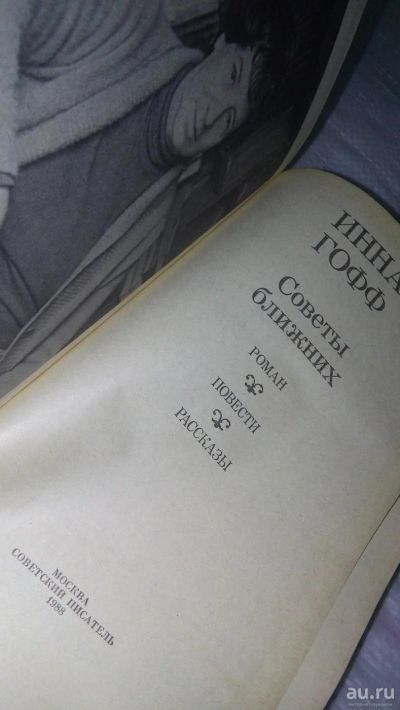 ИННА
ГОФФ
Советы
ближних
РОМАН
ПОВЕСТИ
РАССКАЗЫ
МОСКВА
СОВЕТСКИЙ ПИСАТЕЛЬ
1988
au.ru